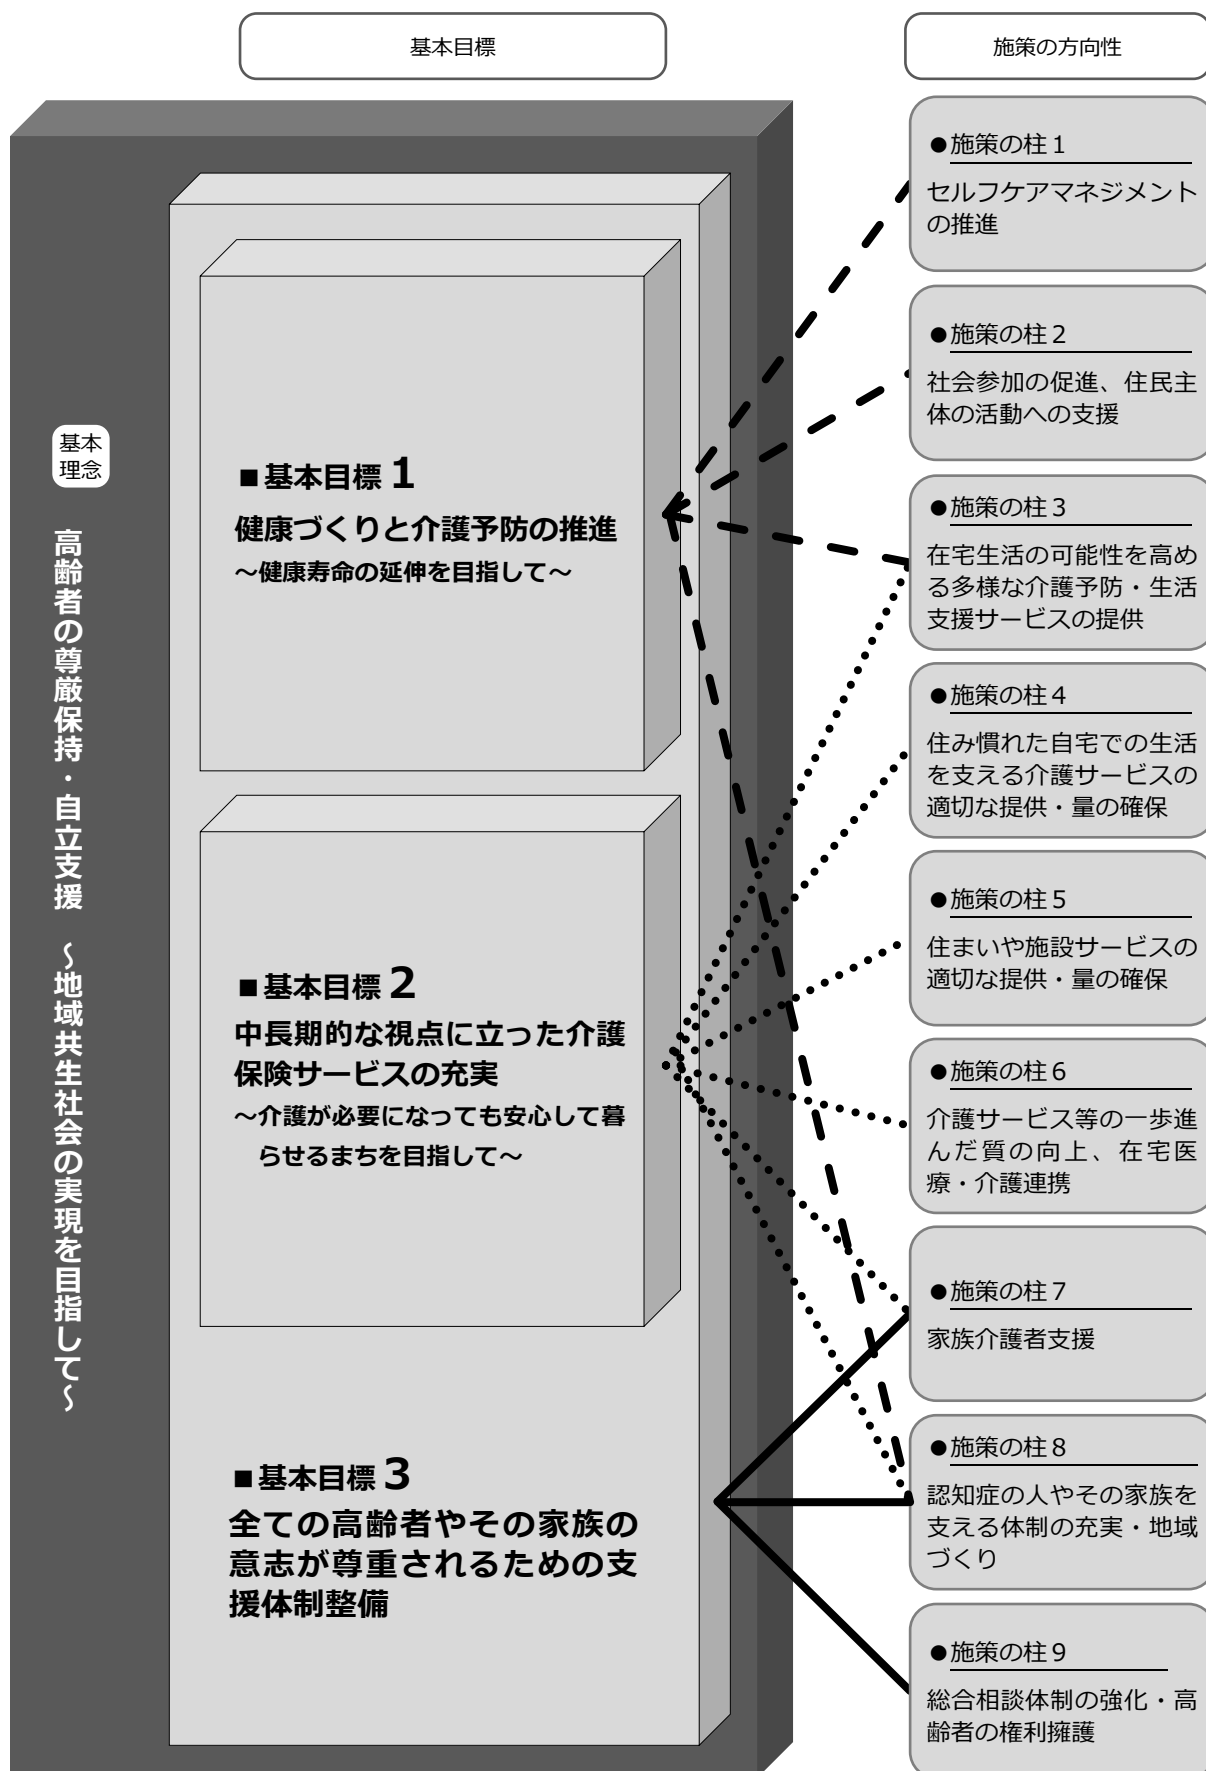 基本目標
施策の方向性
基本
理念
高齢者の尊厳保持・自立支援　～地域共生社会の実現を目指して～
■基本目標 1
健康づくりと介護予防の推進
～健康寿命の延伸を目指して～
■基本目標 2
中長期的な視点に立った介護
保険サービスの充実
～介護が必要になっても安心して暮
らせるまちを目指して～
■基本目標 3
全ての高齢者やその家族の
意志が尊重されるための支
援体制整備
●施策の柱１
セルフケアマネジメント
の推進
●施策の柱２
社会参加の促進、住民主
体の活動への支援
●施策の柱３
在宅生活の可能性を高め
る多様な介護予防・生活
支援サービスの提供
●施策の柱４
住み慣れた自宅での生活
を支える介護サービスの
適切な提供・量の確保
●施策の柱５
住まいや施設サービスの
適切な提供・量の確保
●施策の柱６
介護サービス等の一歩進
んだ質の向上、在宅医
療・介護連携
●施策の柱７
家族介護者支援
●施策の柱８
認知症の人やその家族を
支える体制の充実・地域
づくり
●施策の柱９
総合相談体制の強化・高
齢者の権利擁護